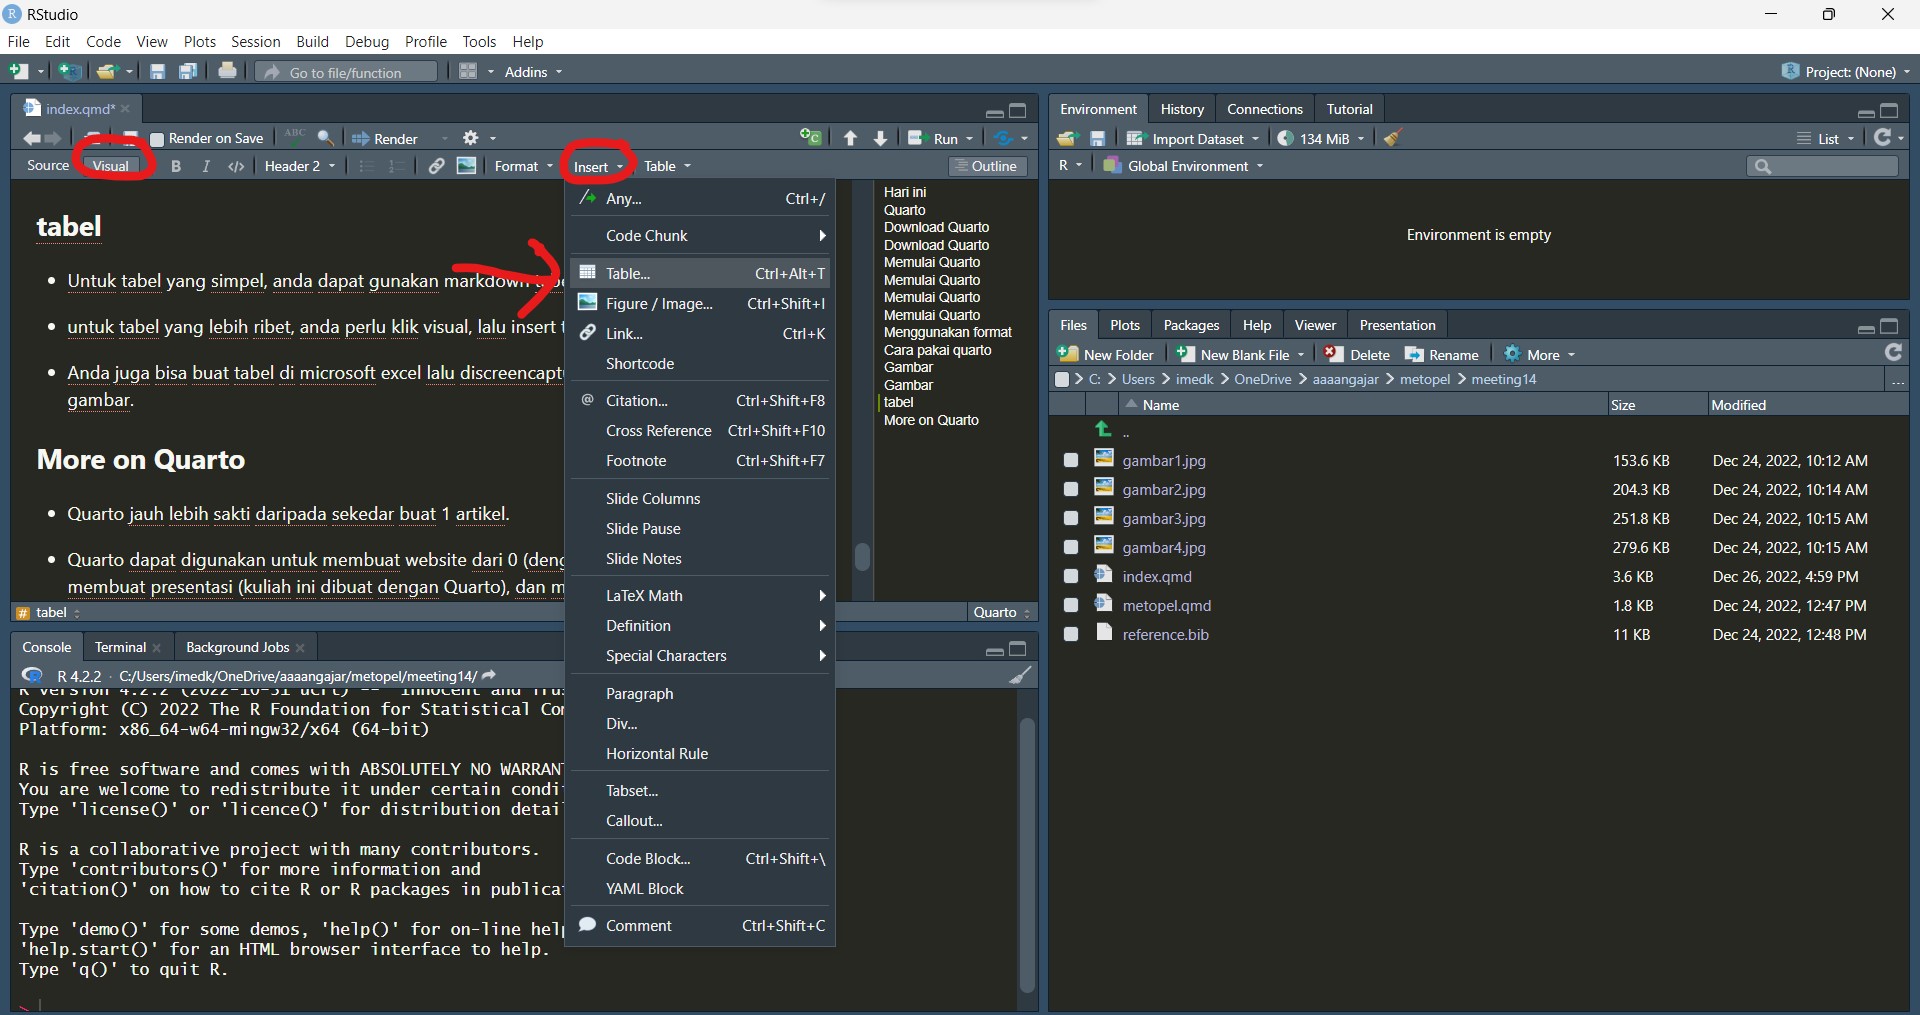 RStudio
File Edit Code View Plots Session Build Debug Profile Tools Help
Go to file/function Addins Project: (None)
index.qmd*
Render on Save ABC Render Run
Source Visual B I </> Header 2 Format Insert Table Outline
tabel
Untuk tabel yang simpel, anda dapat gunakan markdown
untuk tabel yang lebih ribet, anda perlu klik visual, lalu insert
Anda juga bisa buat tabel di microsoft excel lalu
gambar.
More on Quarto
Quarto jauh lebih sakti daripada sekedar buat 1 artikel.
Quarto dapat digunakan untuk membuat website dari 0
membuat presentasi (kuliah ini dibuat dengan Quarto), dan
# tabel
Quarto
Any... Ctrl+/
Code Chunk
Table... Ctrl+Alt+T
Figure / Image... Ctrl+Shift+I
Link... Ctrl+K
Shortcode
@ Citation... Ctrl+Shift+F8
Cross Reference Ctrl+Shift+F10
Footnote Ctrl+Shift+F7
Slide Columns
Slide Pause
Slide Notes
LaTeX Math
Definition
Special Characters
Paragraph
Div...
Horizontal Rule
Tabset...
Callout...
Code Block... Ctrl+Shift+\
YAML Block
Comment Ctrl+Shift+C
Hari ini
Quarto
Download Quarto
Download Quarto
Memulai Quarto
Memulai Quarto
Memulai Quarto
Memulai Quarto
Menggunakan format
Cara pakai quarto
Gambar
Gambar
tabel
More on Quarto
Console Terminal Background Jobs
R 4.2.2 · C:/Users/imedk/OneDrive/aaaangajar/metopel/meeting14/
R version 4.2.2 (2022-10-31 ucrt) -- "Innocent and
Copyright (C) 2022 The R Foundation for Statistical
Platform: x86_64-w64-mingw32/x64 (64-bit)
R is free software and comes with ABSOLUTELY NO
You are welcome to redistribute it under certain
Type 'license()' or 'licence()' for distribution
R is a collaborative project with many contributors.
Type 'contributors()' for more information and
'citation()' on how to cite R or R packages in
Type 'demo()' for some demos, 'help()' for on-line
'help.start()' for an HTML browser interface to help.
Type 'q()' to quit R.
>
Environment History Connections Tutorial
Import Dataset 134 MiB List
R Global Environment
Environment is empty
Files Plots Packages Help Viewer Presentation
New Folder New Blank File Delete Rename More
C: > Users > imedk > OneDrive > aaaangajar > metopel > meeting14 ...
Name Size Modified
..
gambar1.jpg 153.6 KB Dec 24, 2022, 10:12 AM
gambar2.jpg 204.3 KB Dec 24, 2022, 10:14 AM
gambar3.jpg 251.8 KB Dec 24, 2022, 10:15 AM
gambar4.jpg 279.6 KB Dec 24, 2022, 10:15 AM
index.qmd 3.6 KB Dec 26, 2022, 4:59 PM
metopel.qmd 1.8 KB Dec 24, 2022, 12:47 PM
reference.bib 11 KB Dec 24, 2022, 12:48 PM